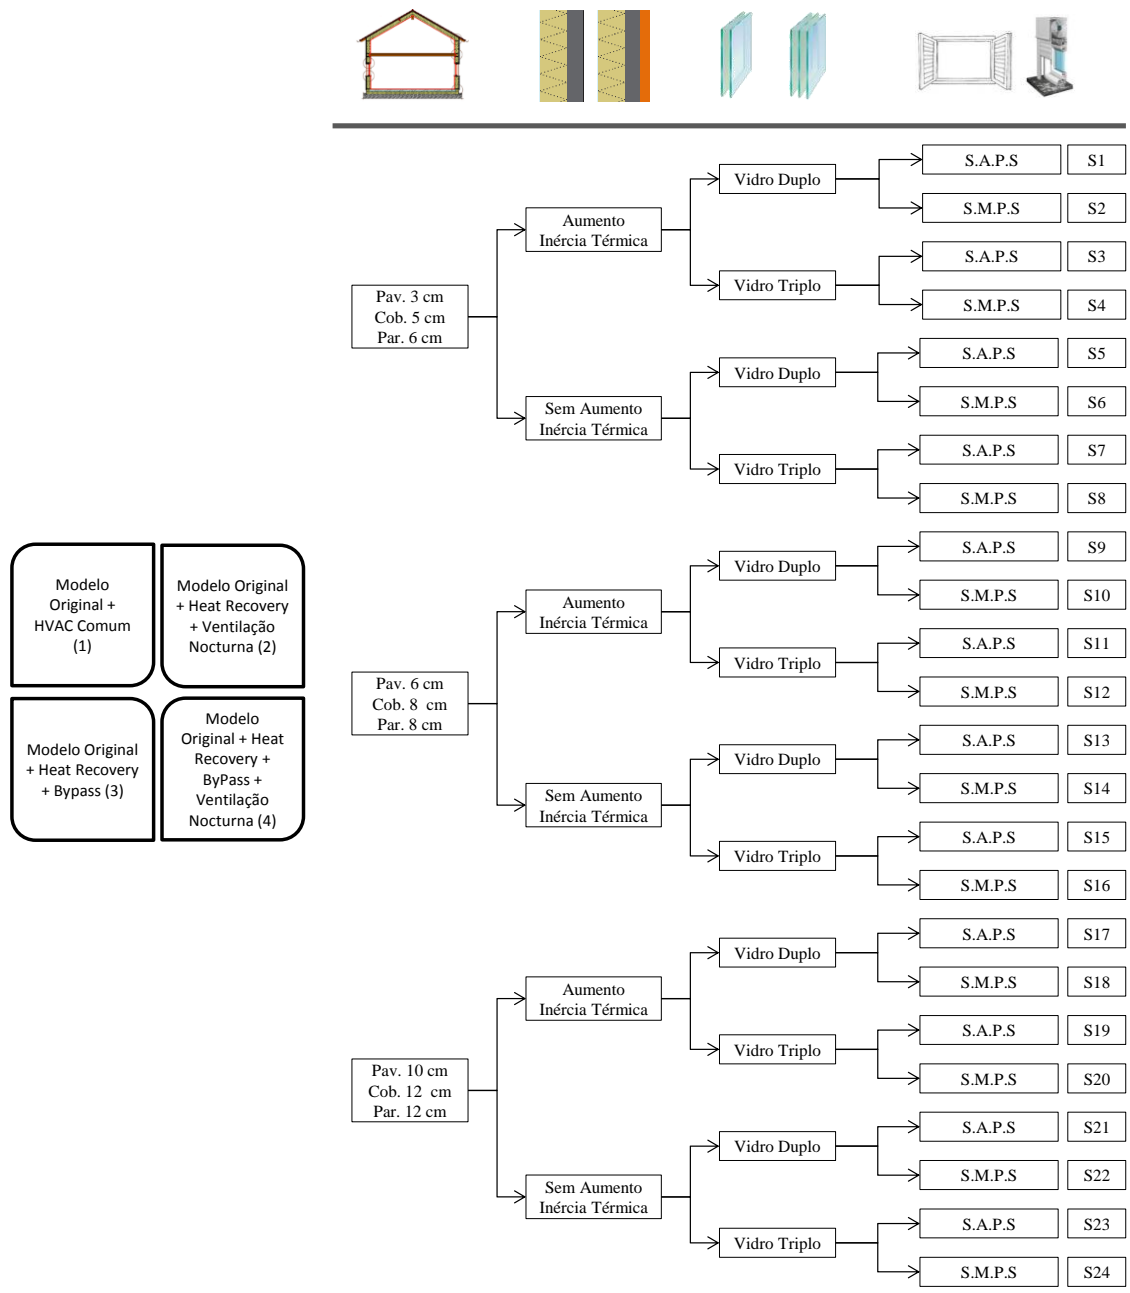 Modelo
Original +
HVAC Comum
(1)
Modelo Original
+ Heat Recovery
+ Ventilação
Nocturna (2)
Modelo Original
+ Heat Recovery
+ Bypass (3)
Modelo
Original + Heat
Recovery +
ByPass +
Ventilação
Nocturna (4)
Pav. 3 cm
Cob. 5 cm
Par. 6 cm
Aumento
Inércia Térmica
Vidro Duplo
S.A.P.S S1
S.M.P.S S2
Vidro Triplo
S.A.P.S S3
S.M.P.S S4
Sem Aumento
Inércia Térmica
Vidro Duplo
S.A.P.S S5
S.M.P.S S6
Vidro Triplo
S.A.P.S S7
S.M.P.S S8
Pav. 6 cm
Cob. 8 cm
Par. 8 cm
Aumento
Inércia Térmica
Vidro Duplo
S.A.P.S S9
S.M.P.S S10
Vidro Triplo
S.A.P.S S11
S.M.P.S S12
Sem Aumento
Inércia Térmica
Vidro Duplo
S.A.P.S S13
S.M.P.S S14
Vidro Triplo
S.A.P.S S15
S.M.P.S S16
Pav. 10 cm
Cob. 12 cm
Par. 12 cm
Aumento
Inércia Térmica
Vidro Duplo
S.A.P.S S17
S.M.P.S S18
Vidro Triplo
S.A.P.S S19
S.M.P.S S20
Sem Aumento
Inércia Térmica
Vidro Duplo
S.A.P.S S21
S.M.P.S S22
Vidro Triplo
S.A.P.S S23
S.M.P.S S24